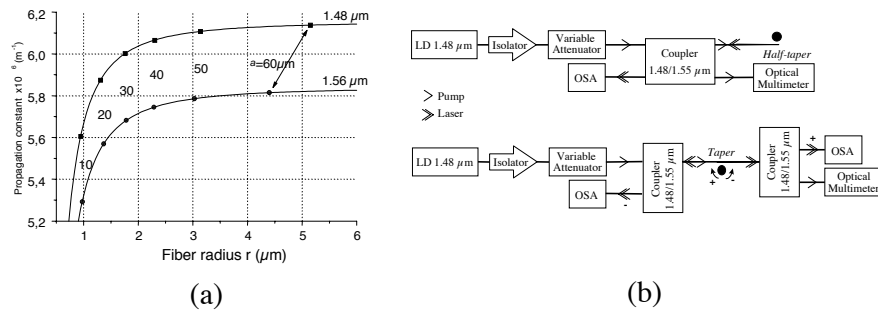 (a)
Propagation constant x10⁻⁶ (m⁻¹)
6,2
6,0
5,8
5,6
5,4
5,2
1.48 µm
1.56 µm
a=60µm
50
40
30
20
10
1
2
3
4
5
6
Fiber radius r (µm)
(a)
(b)
LD 1.48 µm
Isolator
Variable
Attenuator
Coupler
1.48/1.55 µm
Half-taper
OSA
Optical
Multimeter
Pump
Laser
LD 1.48 µm
Isolator
Variable
Attenuator
OSA
-
Coupler
1.48/1.55 µm
Taper
+ -
Coupler
1.48/1.55 µm
+
OSA
Optical
Multimeter
(b)